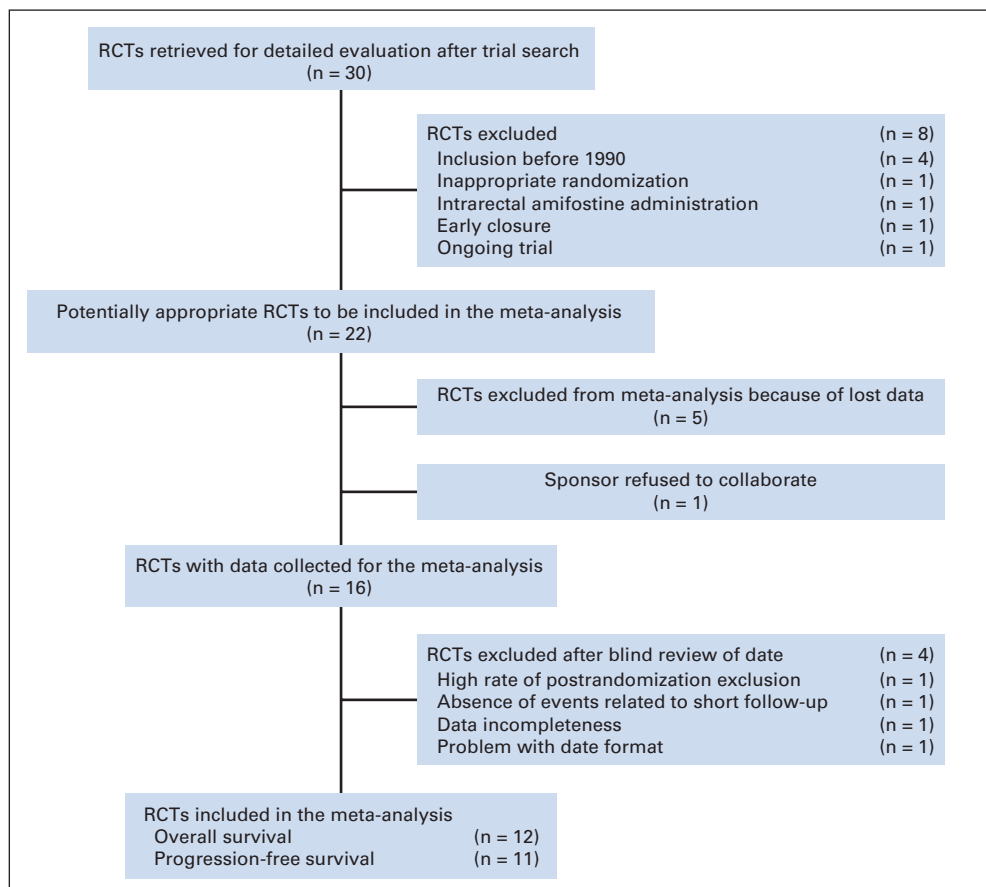 RCTs retrieved for detailed evaluation after trial search
(n = 30)
RCTs excluded (n = 8)
Inclusion before 1990 (n = 4)
Inappropriate randomization (n = 1)
Intrarectal amifostine administration (n = 1)
Early closure (n = 1)
Ongoing trial (n = 1)
Potentially appropriate RCTs to be included in the meta-analysis
(n = 22)
RCTs excluded from meta-analysis because of lost data
(n = 5)
Sponsor refused to collaborate
(n = 1)
RCTs with data collected for the meta-analysis
(n = 16)
RCTs excluded after blind review of date (n = 4)
High rate of postrandomization exclusion (n = 1)
Absence of events related to short follow-up (n = 1)
Data incompleteness (n = 1)
Problem with date format (n = 1)
RCTs included in the meta-analysis
Overall survival (n = 12)
Progression-free survival (n = 11)